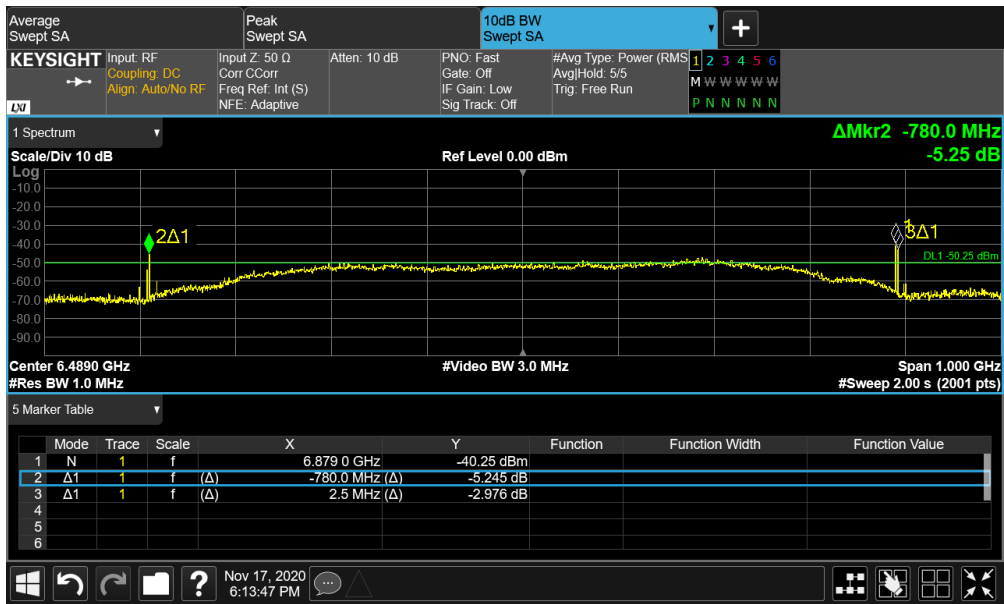 Average
Swept SA
Peak
Swept SA
10dB BW
Swept SA
KEYSIGHT
LXI
Input: RF
Coupling: DC
Align: Auto/No RF
Input Z: 50 Ω
Corr CCorr
Freq Ref: Int (S)
NFE: Adaptive
Atten: 10 dB
PNO: Fast
Gate: Off
IF Gain: Low
Sig Track: Off
#Avg Type: Power (RMS
Avg|Hold: 5/5
Trig: Free Run
1 2 3 4 5 6
M W W W W W
P N N N N N
1 Spectrum
ΔMkr2 -780.0 MHz
-5.25 dB
Scale/Div 10 dB
Ref Level 0.00 dBm
Log
-10.0
-20.0
-30.0
-40.0
-50.0
-60.0
-70.0
-80.0
-90.0
2Δ1
1
3Δ1
DL1 -50.25 dBm
Center 6.4890 GHz
#Video BW 3.0 MHz
Span 1.000 GHz
#Res BW 1.0 MHz
#Sweep 2.00 s (2001 pts)
5 Marker Table
Mode Trace Scale X Y Function Function Width Function Value
1 N 1 f 6.879 0 GHz -40.25 dBm
2 Δ1 1 f (Δ) -780.0 MHz (Δ) -5.245 dB
3 Δ1 1 f (Δ) 2.5 MHz (Δ) -2.976 dB
4
5
6
?
Nov 17, 2020
6:13:47 PM